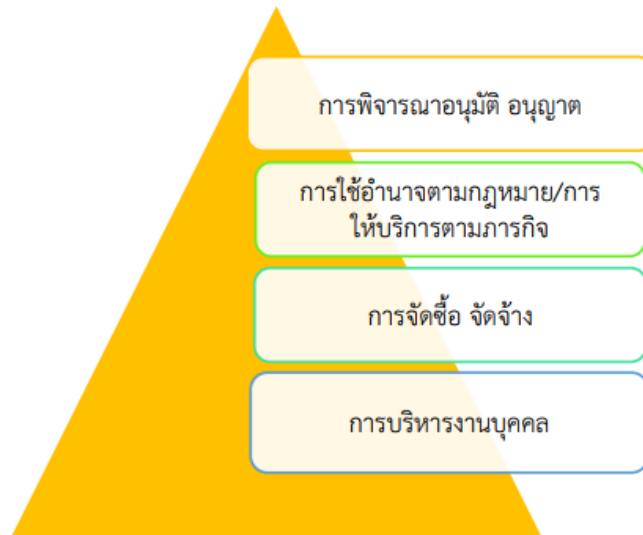 การพิจารณาอนุมัติ อนุญาต
การใช้อำนาจตามกฎหมาย/การ
ให้บริการตามภารกิจ
การจัดซื้อ จัดจ้าง
การบริหารงานบุคคล